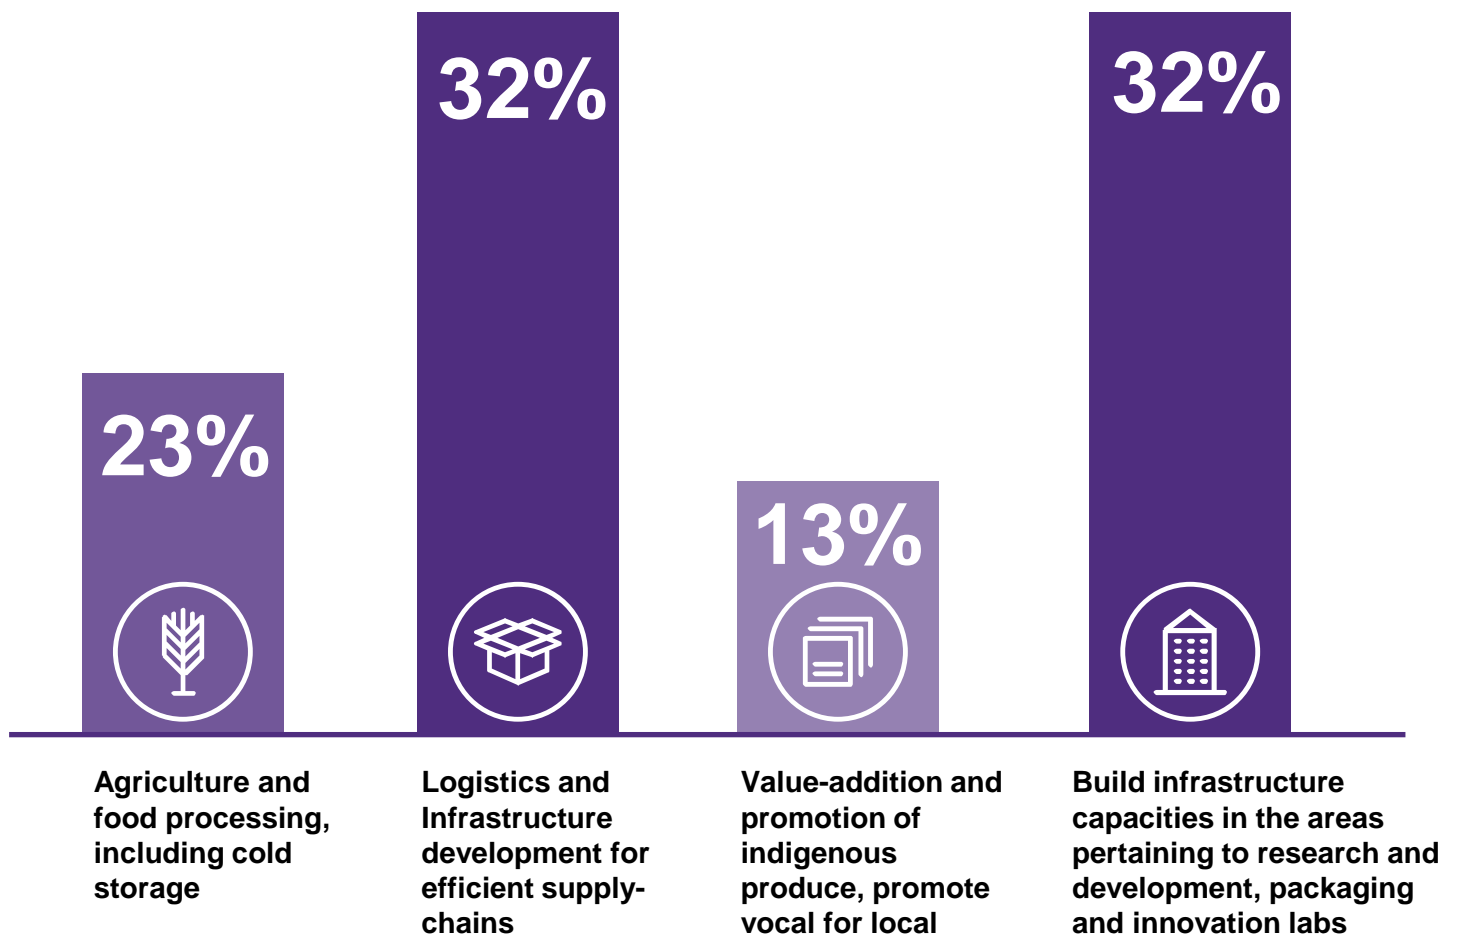 32%
32%
23%
13%
Agriculture and
food processing,
including cold
storage
Logistics and
Infrastructure
development for
efficient supply-
chains
Value-addition and
promotion of
indigenous
produce, promote
vocal for local
Build infrastructure
capacities in the areas
pertaining to research and
development, packaging
and innovation labs